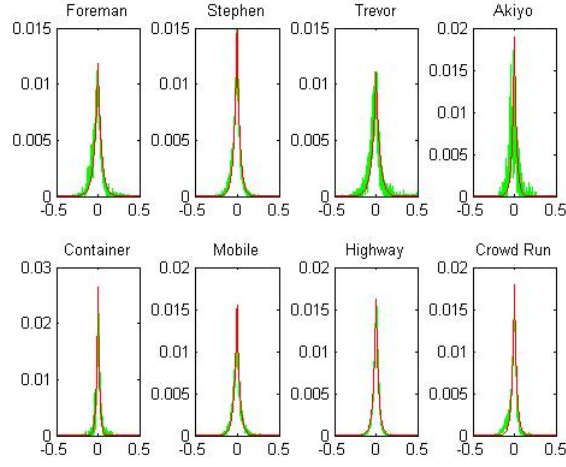 Foreman Stephen Trevor Akiyo
0.015 0.015 0.015 0.02
0.015
0.01 0.01 0.01
0.01
0.005 0.005 0.005
0.005
0 0 0 0
-0.5 0 0.5 -0.5 0 0.5 -0.5 0 0.5 -0.5 0 0.5
Container Mobile Highway Crowd Run
0.03 0.02 0.02 0.02
0.015 0.015 0.015
0.02
0.01 0.01 0.01
0.01
0.005 0.005 0.005
0 0 0 0
-0.5 0 0.5 -0.5 0 0.5 -0.5 0 0.5 -0.5 0 0.5